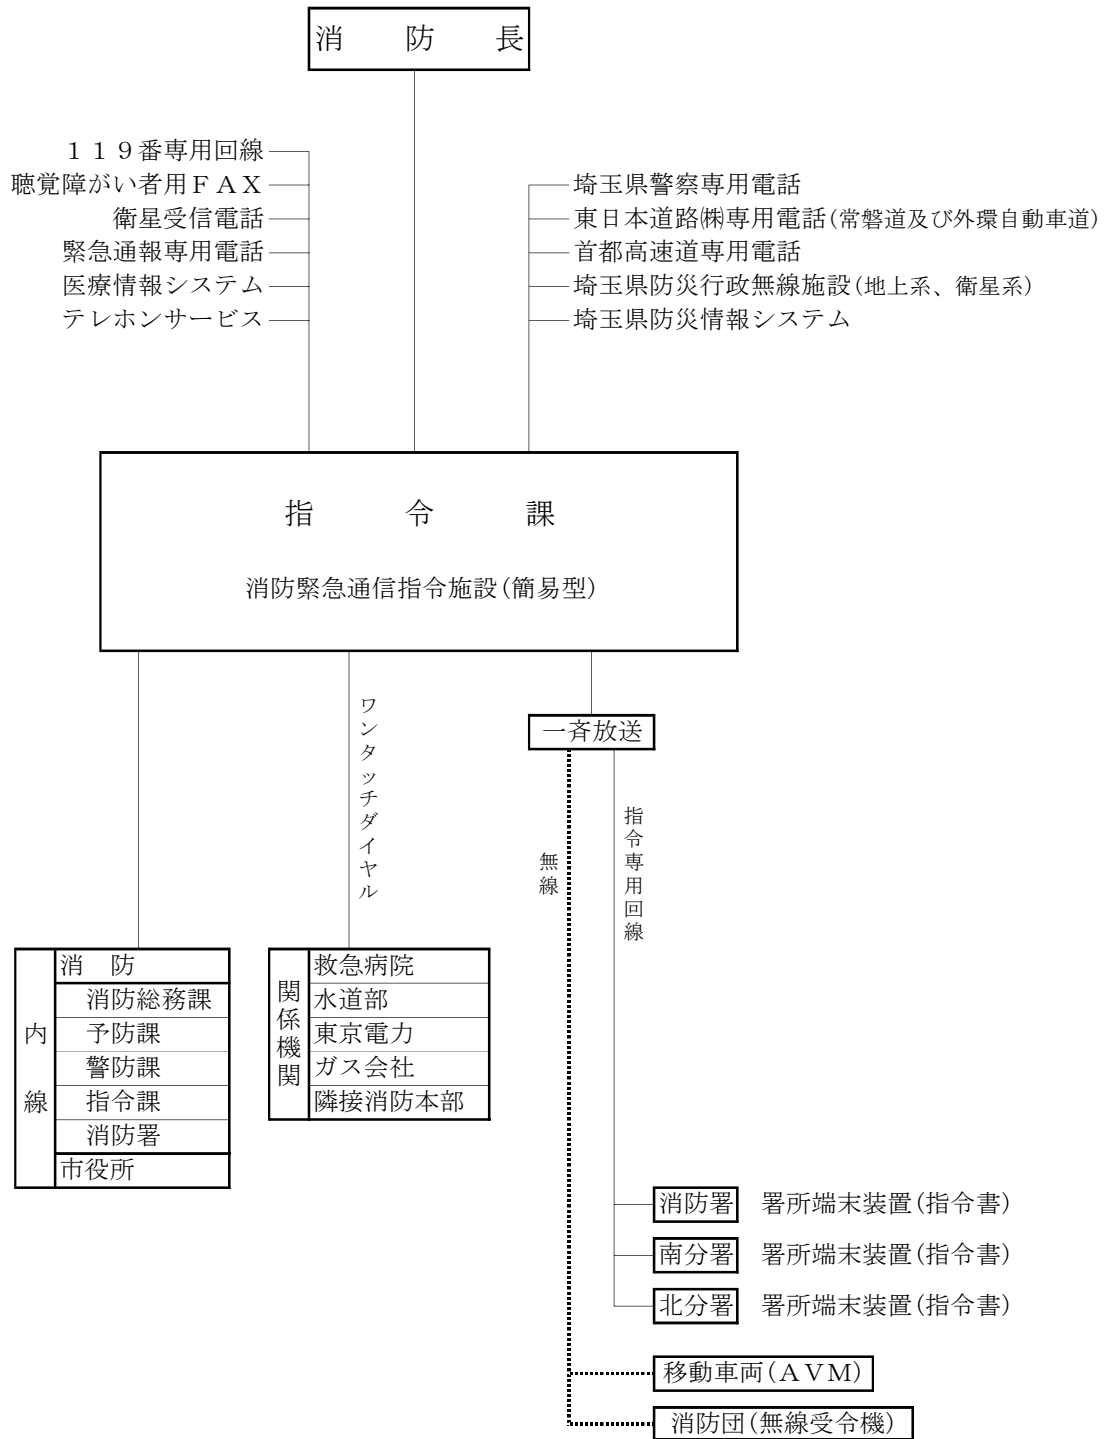 消　防　長
１１９番専用回線
聴覚障がい者用ＦＡＸ
衛星受信電話
緊急通報専用電話
医療情報システム
テレホンサービス
埼玉県警察専用電話
東日本道路㈱専用電話(常磐道及び外環自動車道)
首都高速道専用電話
埼玉県防災行政無線施設(地上系、衛星系)
埼玉県防災情報システム
指　令　課
消防緊急通信指令施設(簡易型)
ワンタッチダイヤル
一斉放送
無線
指令専用回線
内線
消　防
消防総務課
予防課
警防課
指令課
消防署
市役所
関係機関
救急病院
水道部
東京電力
ガス会社
隣接消防本部
消防署　署所端末装置(指令書)
南分署　署所端末装置(指令書)
北分署　署所端末装置(指令書)
移動車両(ＡＶＭ)
消防団(無線受令機)